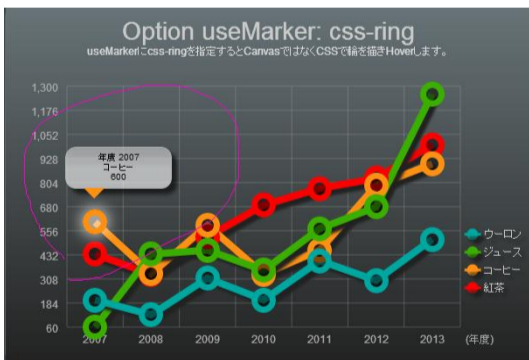 Option useMarker: css-ring
useMarkerにcss-ringを指定するとCanvasではなくCSSで輪を描きHoverします。
1,300
1,176
1,052
928
804
680
556
432
308
184
60
年度 2007
コーヒー
600
ウーロン
ジュース
コーヒー
紅茶
2007 2008 2009 2010 2011 2012 2013 (年度)